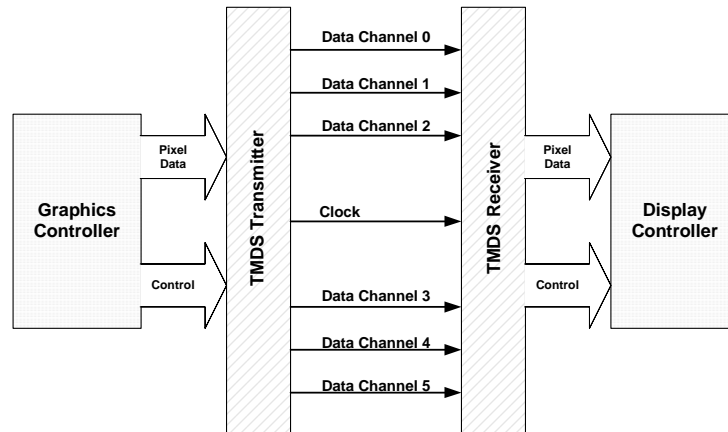 Graphics
Controller
Pixel
Data
Control
TMDS Transmitter
Data Channel 0
Data Channel 1
Data Channel 2
Clock
Data Channel 3
Data Channel 4
Data Channel 5
TMDS Receiver
Pixel
Data
Control
Display
Controller